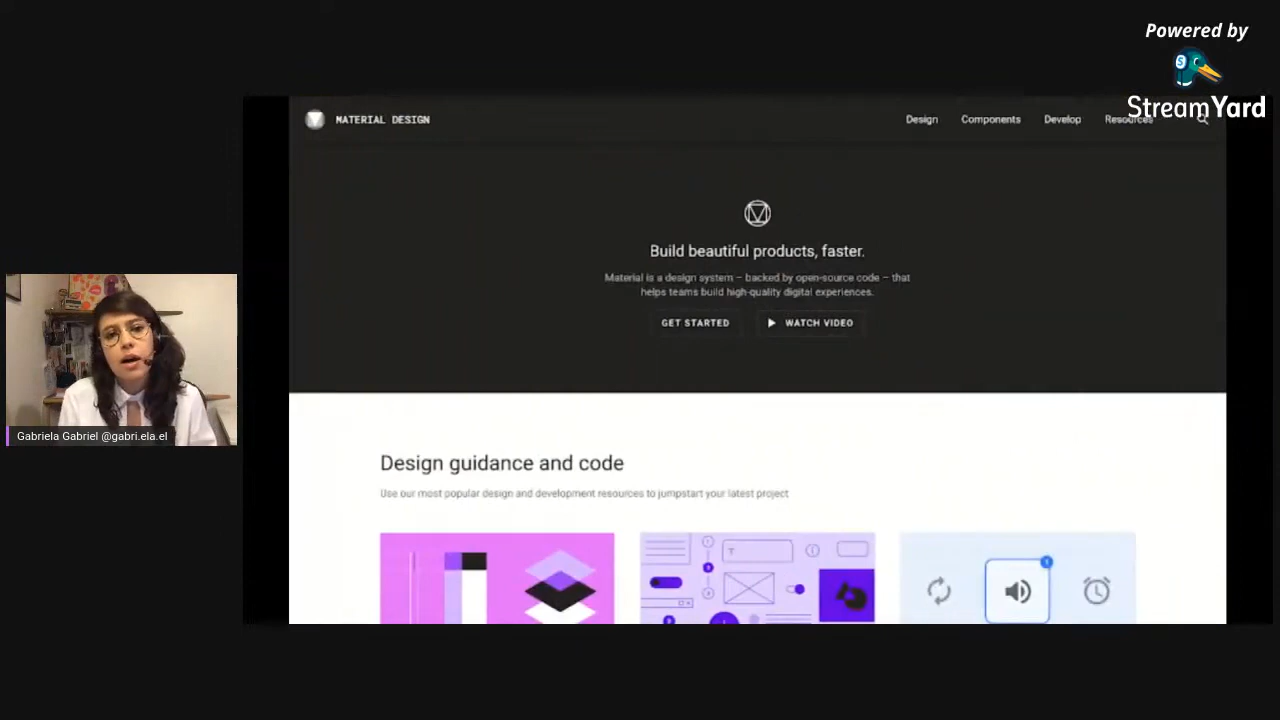 Powered by
StreamYard
MATERIAL DESIGN
Design
Components
Develop
Resources
Build beautiful products, faster.
Material is a design system – backed by open-source code – that
helps teams build high-quality digital experiences.
GET STARTED
WATCH VIDEO
Gabriela Gabriel @gabri.ela.el
Design guidance and code
Use our most popular design and development resources to jumpstart your latest project